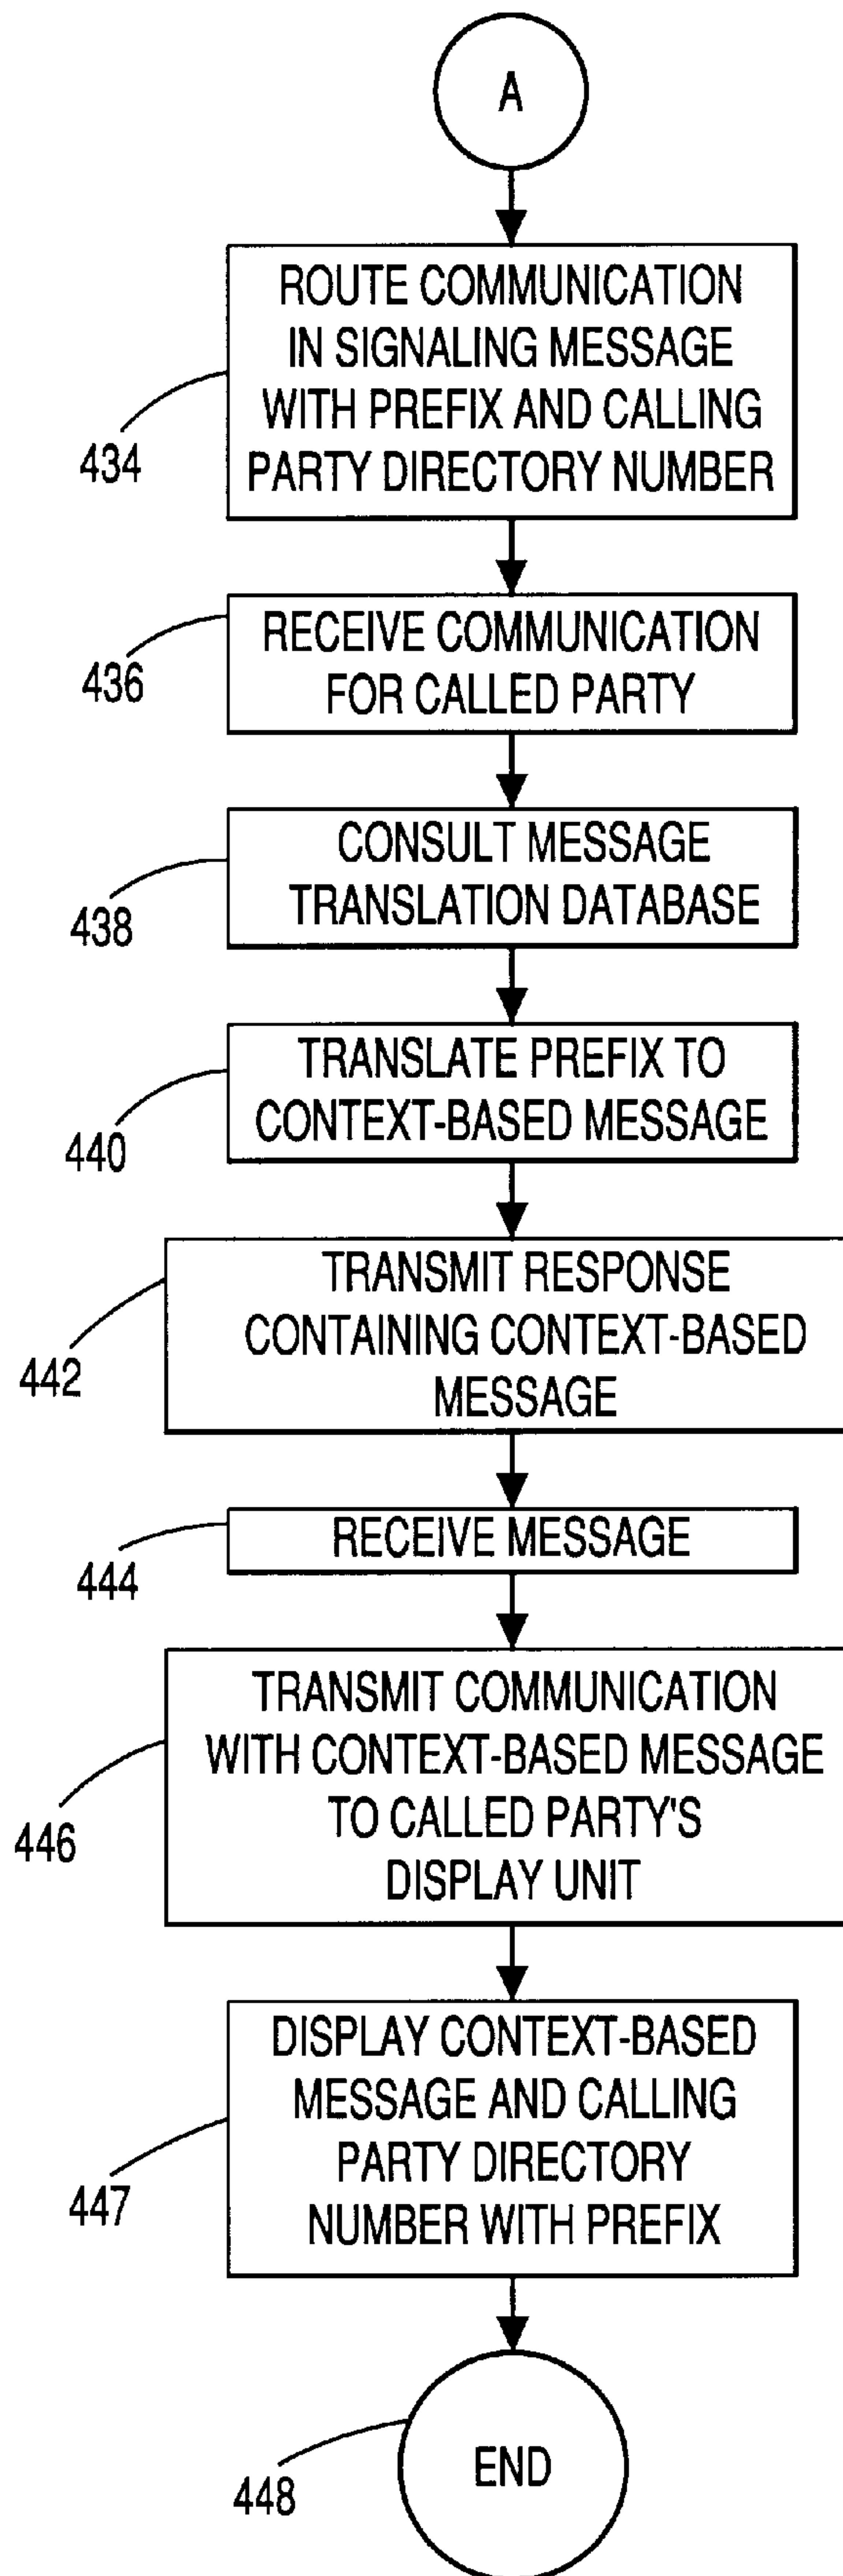 A
ROUTE COMMUNICATION
IN SIGNALING MESSAGE
WITH PREFIX AND CALLING
PARTY DIRECTORY NUMBER
434
RECEIVE COMMUNICATION
FOR CALLED PARTY
436
CONSULT MESSAGE
TRANSLATION DATABASE
438
TRANSLATE PREFIX TO
CONTEXT-BASED MESSAGE
440
TRANSMIT RESPONSE
CONTAINING CONTEXT-BASED
MESSAGE
442
RECEIVE MESSAGE
444
TRANSMIT COMMUNICATION
WITH CONTEXT-BASED MESSAGE
TO CALLED PARTY'S
DISPLAY UNIT
446
DISPLAY CONTEXT-BASED
MESSAGE AND CALLING
PARTY DIRECTORY
NUMBER WITH PREFIX
447
END
448